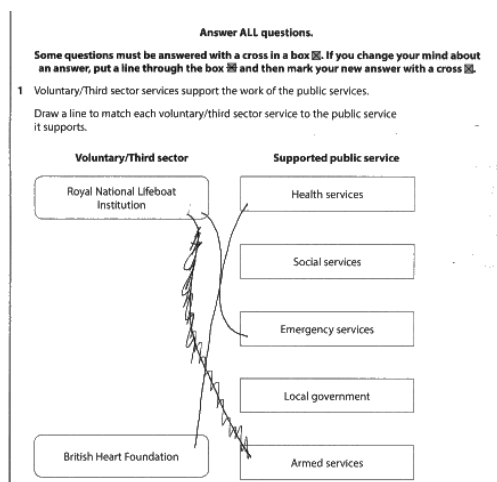 Answer ALL questions.
Some questions must be answered with a cross in a box ☒. If you change your mind about
an answer, put a line through the box ☒ and then mark your new answer with a cross ☒.
1 Voluntary/Third sector services support the work of the public services.
Draw a line to match each voluntary/third sector service to the public service
it supports.
Voluntary/Third sector
Supported public service
Royal National Lifeboat
Institution
Health services
Social services
Emergency services
Local government
British Heart Foundation
Armed services